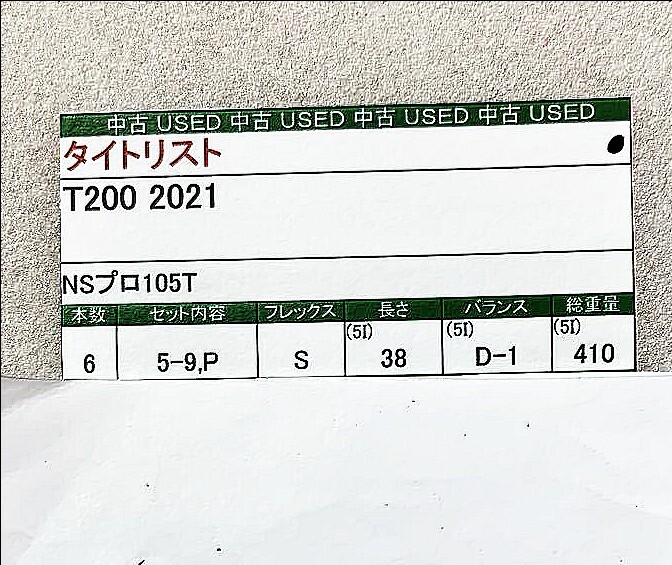 中古 USED 中古 USED 中古 USED 中古 USED
タイトリスト
T200 2021
NSプロ105T
本数 セット内容 フレックス 長さ バランス 総重量
(5I) (5I) (5I)
6 5-9,P S 38 D-1 410